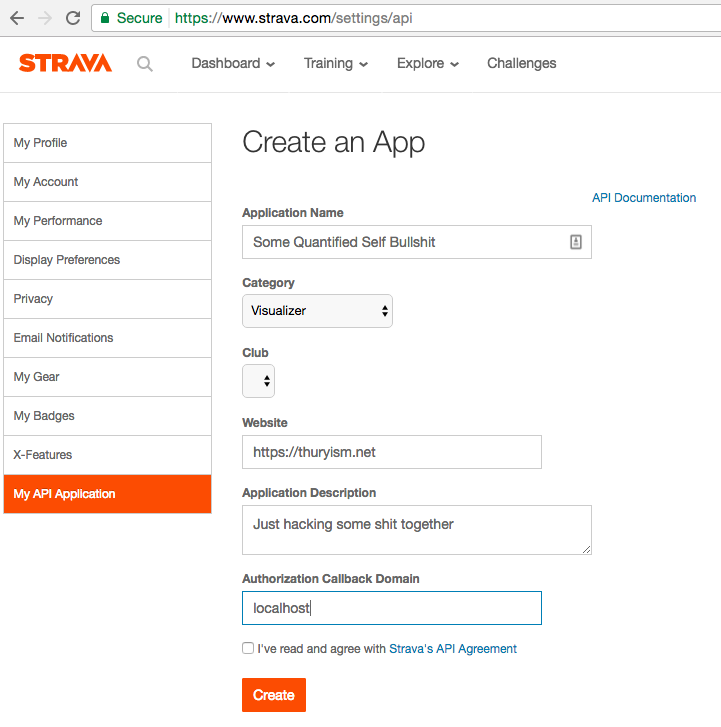 Secure https://www.strava.com/settings/api
STRAVA Dashboard Training Explore Challenges
My Profile
My Account
My Performance
Display Preferences
Privacy
Email Notifications
My Gear
My Badges
X-Features
My API Application
Create an App
API Documentation
Application Name
Some Quantified Self Bullshit
Category
Visualizer
Club
Website
https://thuryism.net
Application Description
Just hacking some shit together
Authorization Callback Domain
localhost
I've read and agree with Strava's API Agreement
Create